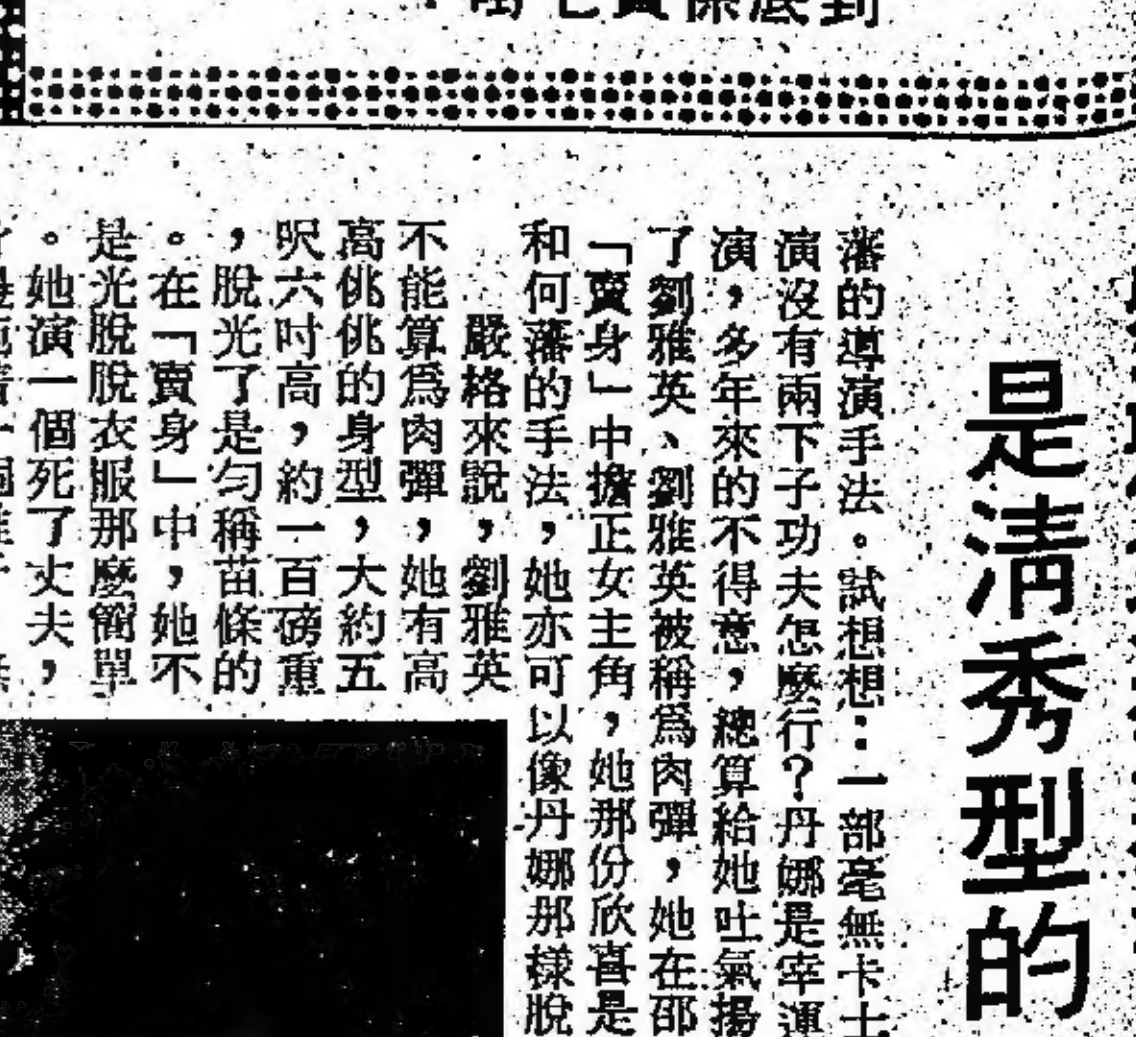 到底係賣乜
是清秀型的
藩的導演手法。試想想：一部毫無卡士
演沒有兩下子功夫怎麼行？丹娜是幸運
演，多年來的不得意，總算給她吐氣揚
了劉雅英、劉雅英被稱爲肉彈，她在邵
「賣身」中擔正女主角，她那份欣喜是
和何藩的手法，她亦可以像丹娜那樣脫
嚴格來說，劉雅英
不能算爲肉彈，她有高
高佻佻的身型，大約五
呎六吋高，約一百磅重
，脫光了是勻稱苗條的
。在「賣身」中，她不
是光脫脫衣服那麼簡單
。她演一個死了丈夫，